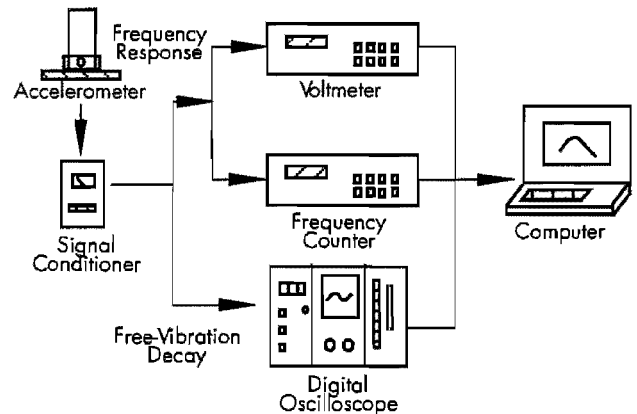 Frequency
Response
Accelerometer
Voltmeter
Signal
Conditioner
Frequency
Counter
Computer
Free-Vibration
Decay
Digital
Oscilloscope